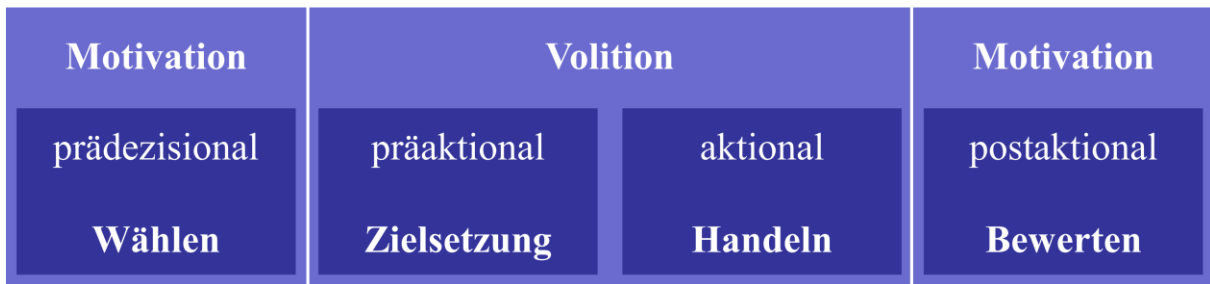 Motivation
Volition
Motivation
prädezisional
präaktional
aktional
postaktional
Wählen
Zielsetzung
Handeln
Bewerten